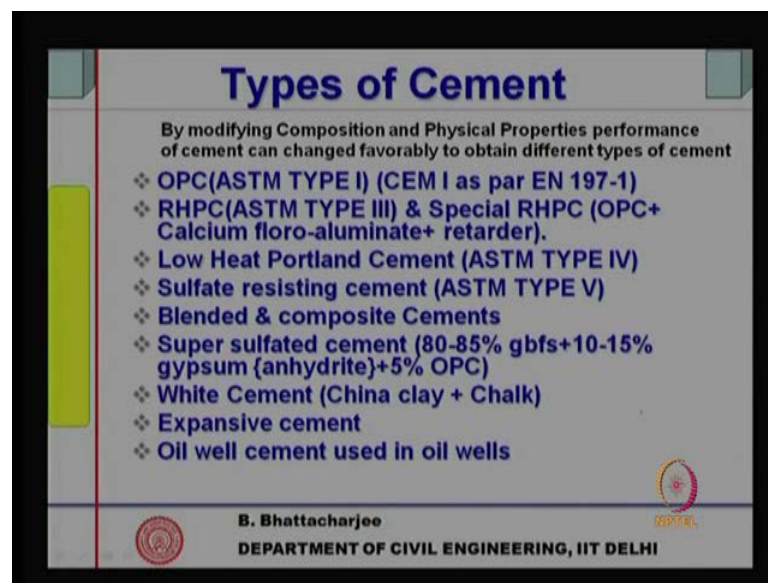 Types of Cement
By modifying Composition and Physical Properties performance
of cement can changed favorably to obtain different types of cement
OPC(ASTM TYPE I) (CEM I as par EN 197-1)
RHPC(ASTM TYPE III) & Special RHPC (OPC+
Calcium floro-aluminate+ retarder).
Low Heat Portland Cement (ASTM TYPE IV)
Sulfate resisting cement (ASTM TYPE V)
Blended & composite Cements
Super sulfated cement (80-85% gbfs+10-15%
gypsum {anhydrite}+5% OPC)
White Cement (China clay + Chalk)
Expansive cement
Oil well cement used in oil wells
NPTEL
B. Bhattacharjee
DEPARTMENT OF CIVIL ENGINEERING, IIT DELHI